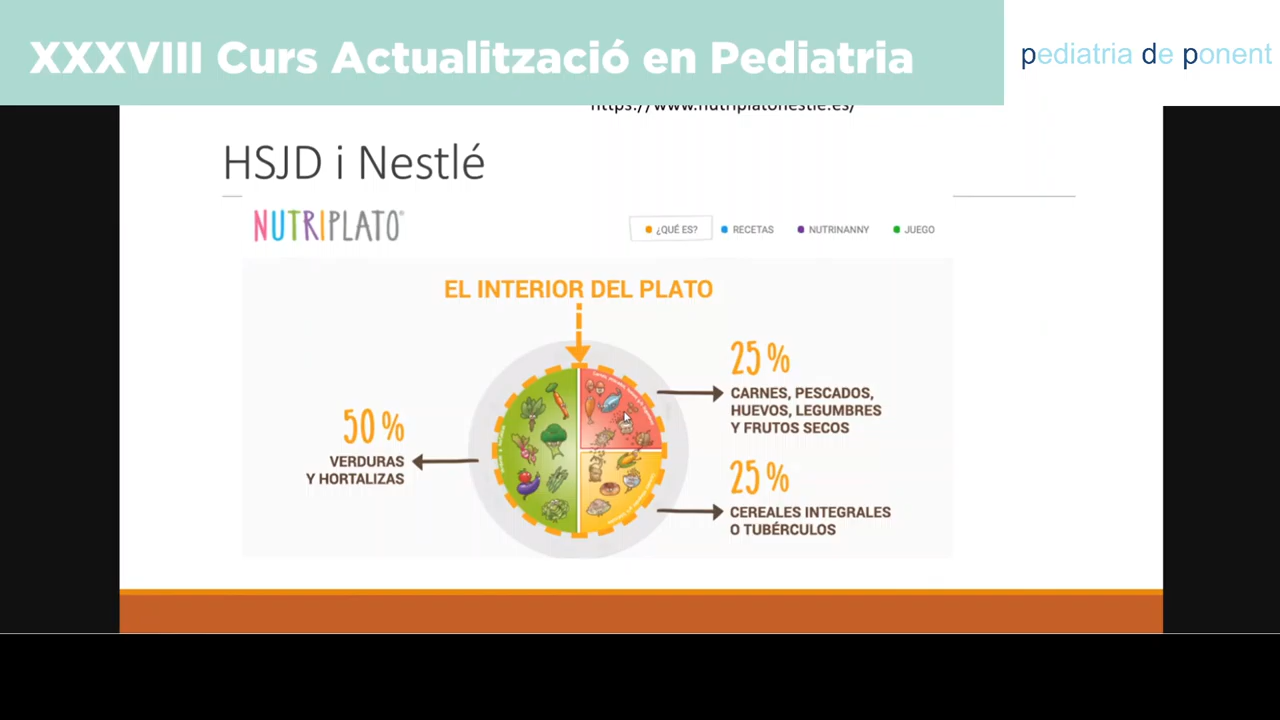 XXXVIII Curs Actualització en Pediatria
pediatria de ponent
https://www.nutriplatonestle.es/
HSJD i Nestlé
NUTRIPLATO®
¿QUÉ ES?
RECETAS
NUTRINANNY
JUEGO
EL INTERIOR DEL PLATO
25%
CARNES, PESCADOS,
HUEVOS, LEGUMBRES
Y FRUTOS SECOS
50%
VERDURAS
Y HORTALIZAS
25%
CEREALES INTEGRALES
O TUBÉRCULOS